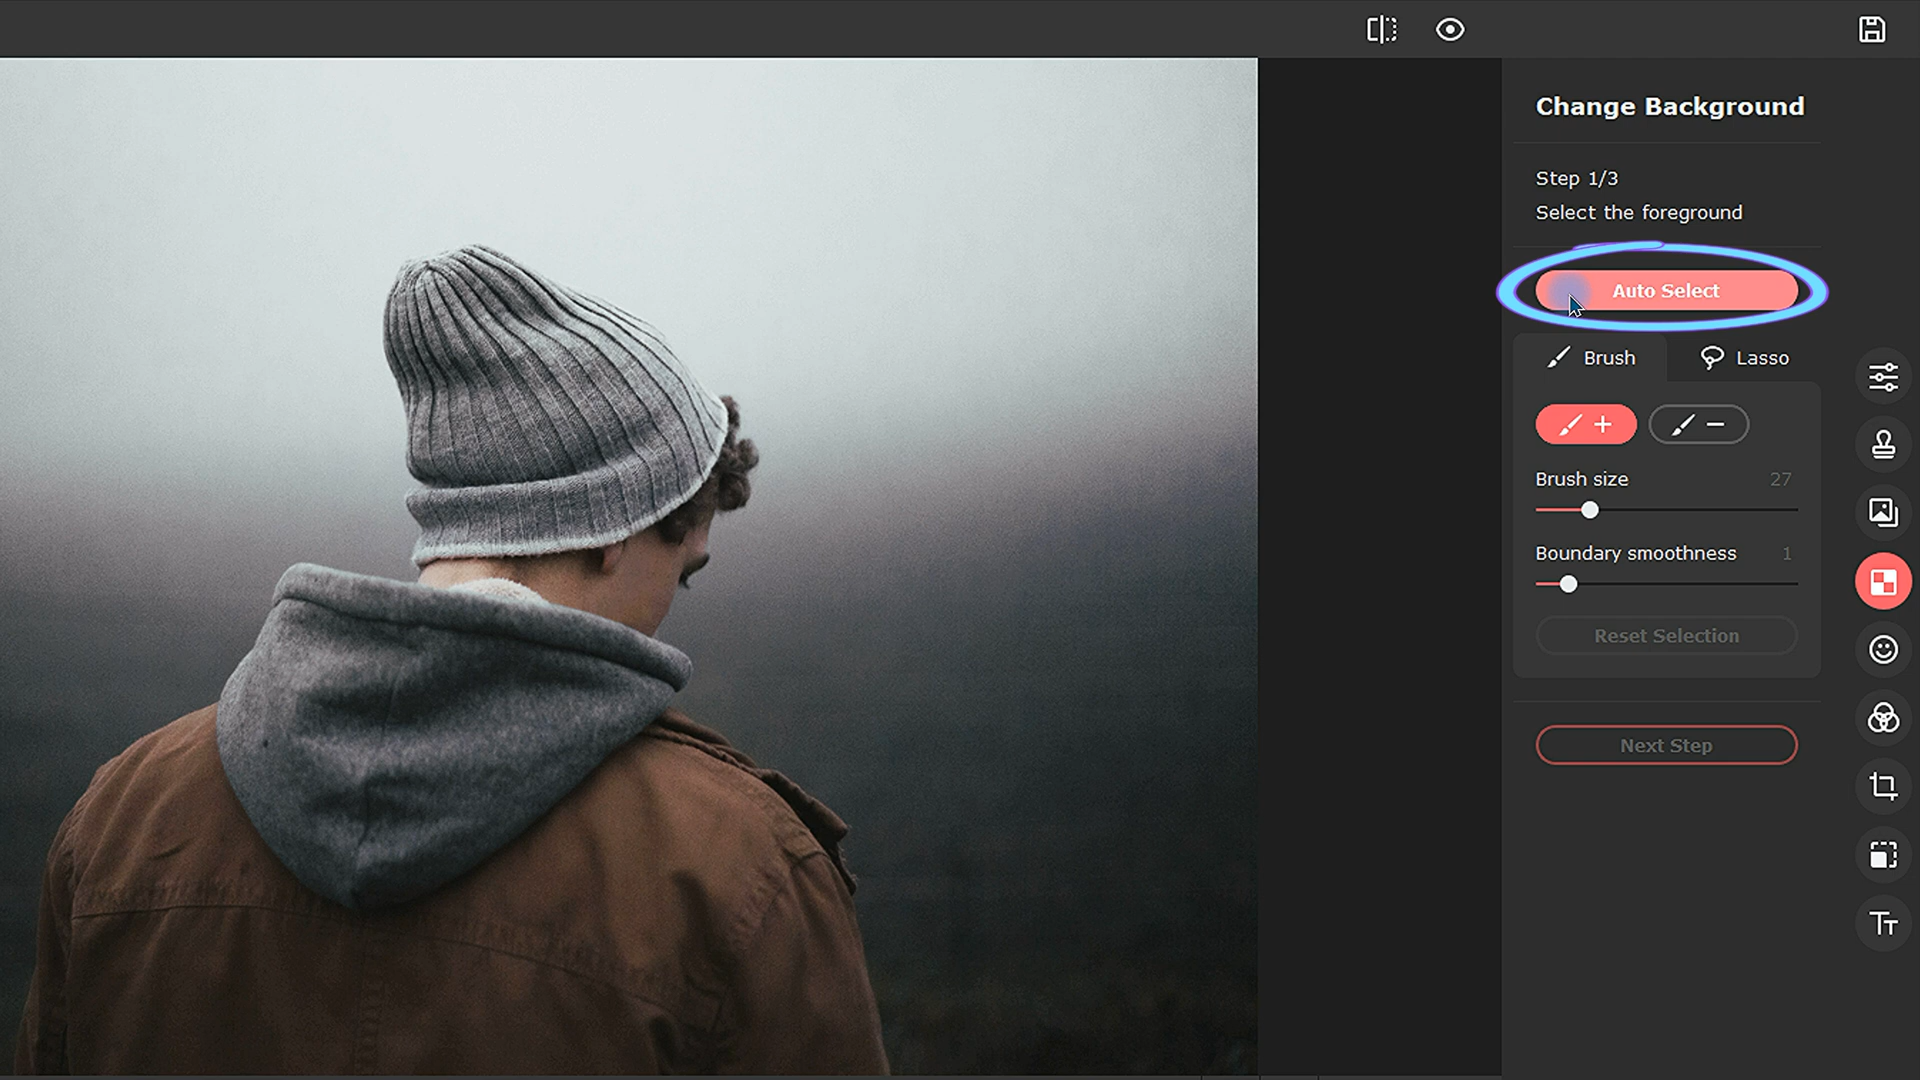 Change Background
Step 1/3
Select the foreground
Auto Select
Brush
Lasso
Brush size 27
Boundary smoothness 1
Reset Selection
Next Step